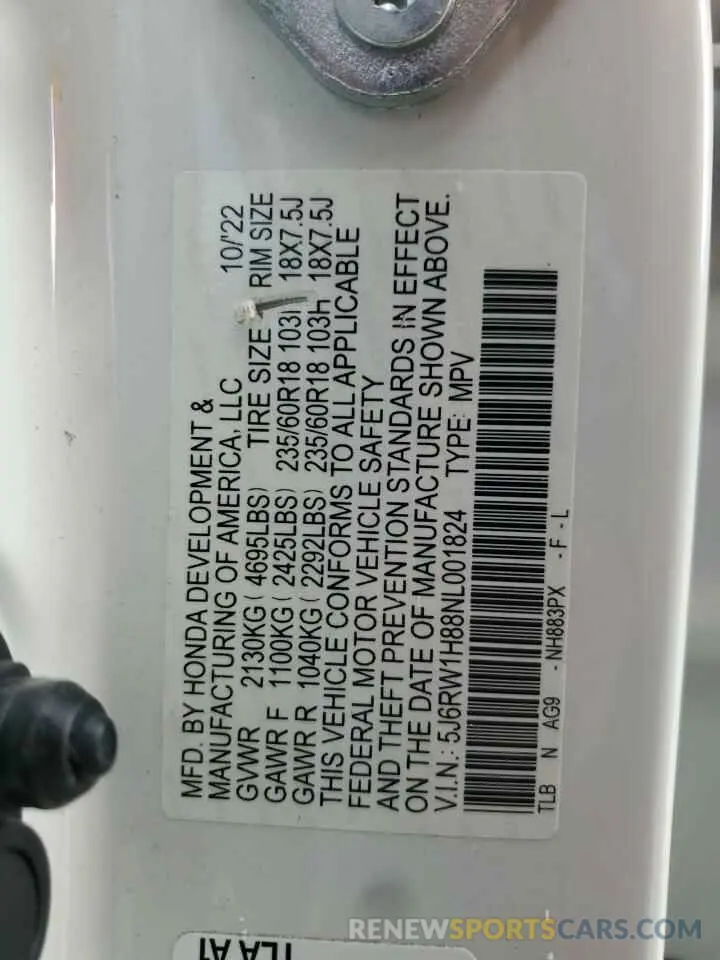 MFD. BY HONDA DEVELOPMENT & 10/'22
MANUFACTURING OF AMERICA, LLC
GVWR 2130KG ( 4695LBS) TIRE SIZE RIM SIZE
GAWR F 1100KG ( 2425LBS) 235/60R18 103H 18X7.5J
GAWR R 1040KG ( 2292LBS) 235/60R18 103H 18X7.5J
THIS VEHICLE CONFORMS TO ALL APPLICABLE
FEDERAL MOTOR VEHICLE SAFETY
AND THEFT PREVENTION STANDARDS IN EFFECT
ON THE DATE OF MANUFACTURE SHOWN ABOVE.
V.I.N.: 5J6RW1H88NL001824 TYPE: MPV
TLB N AG9 - NH883PX - F - L
TLA A1
RENEWSPORTSCARS.COM